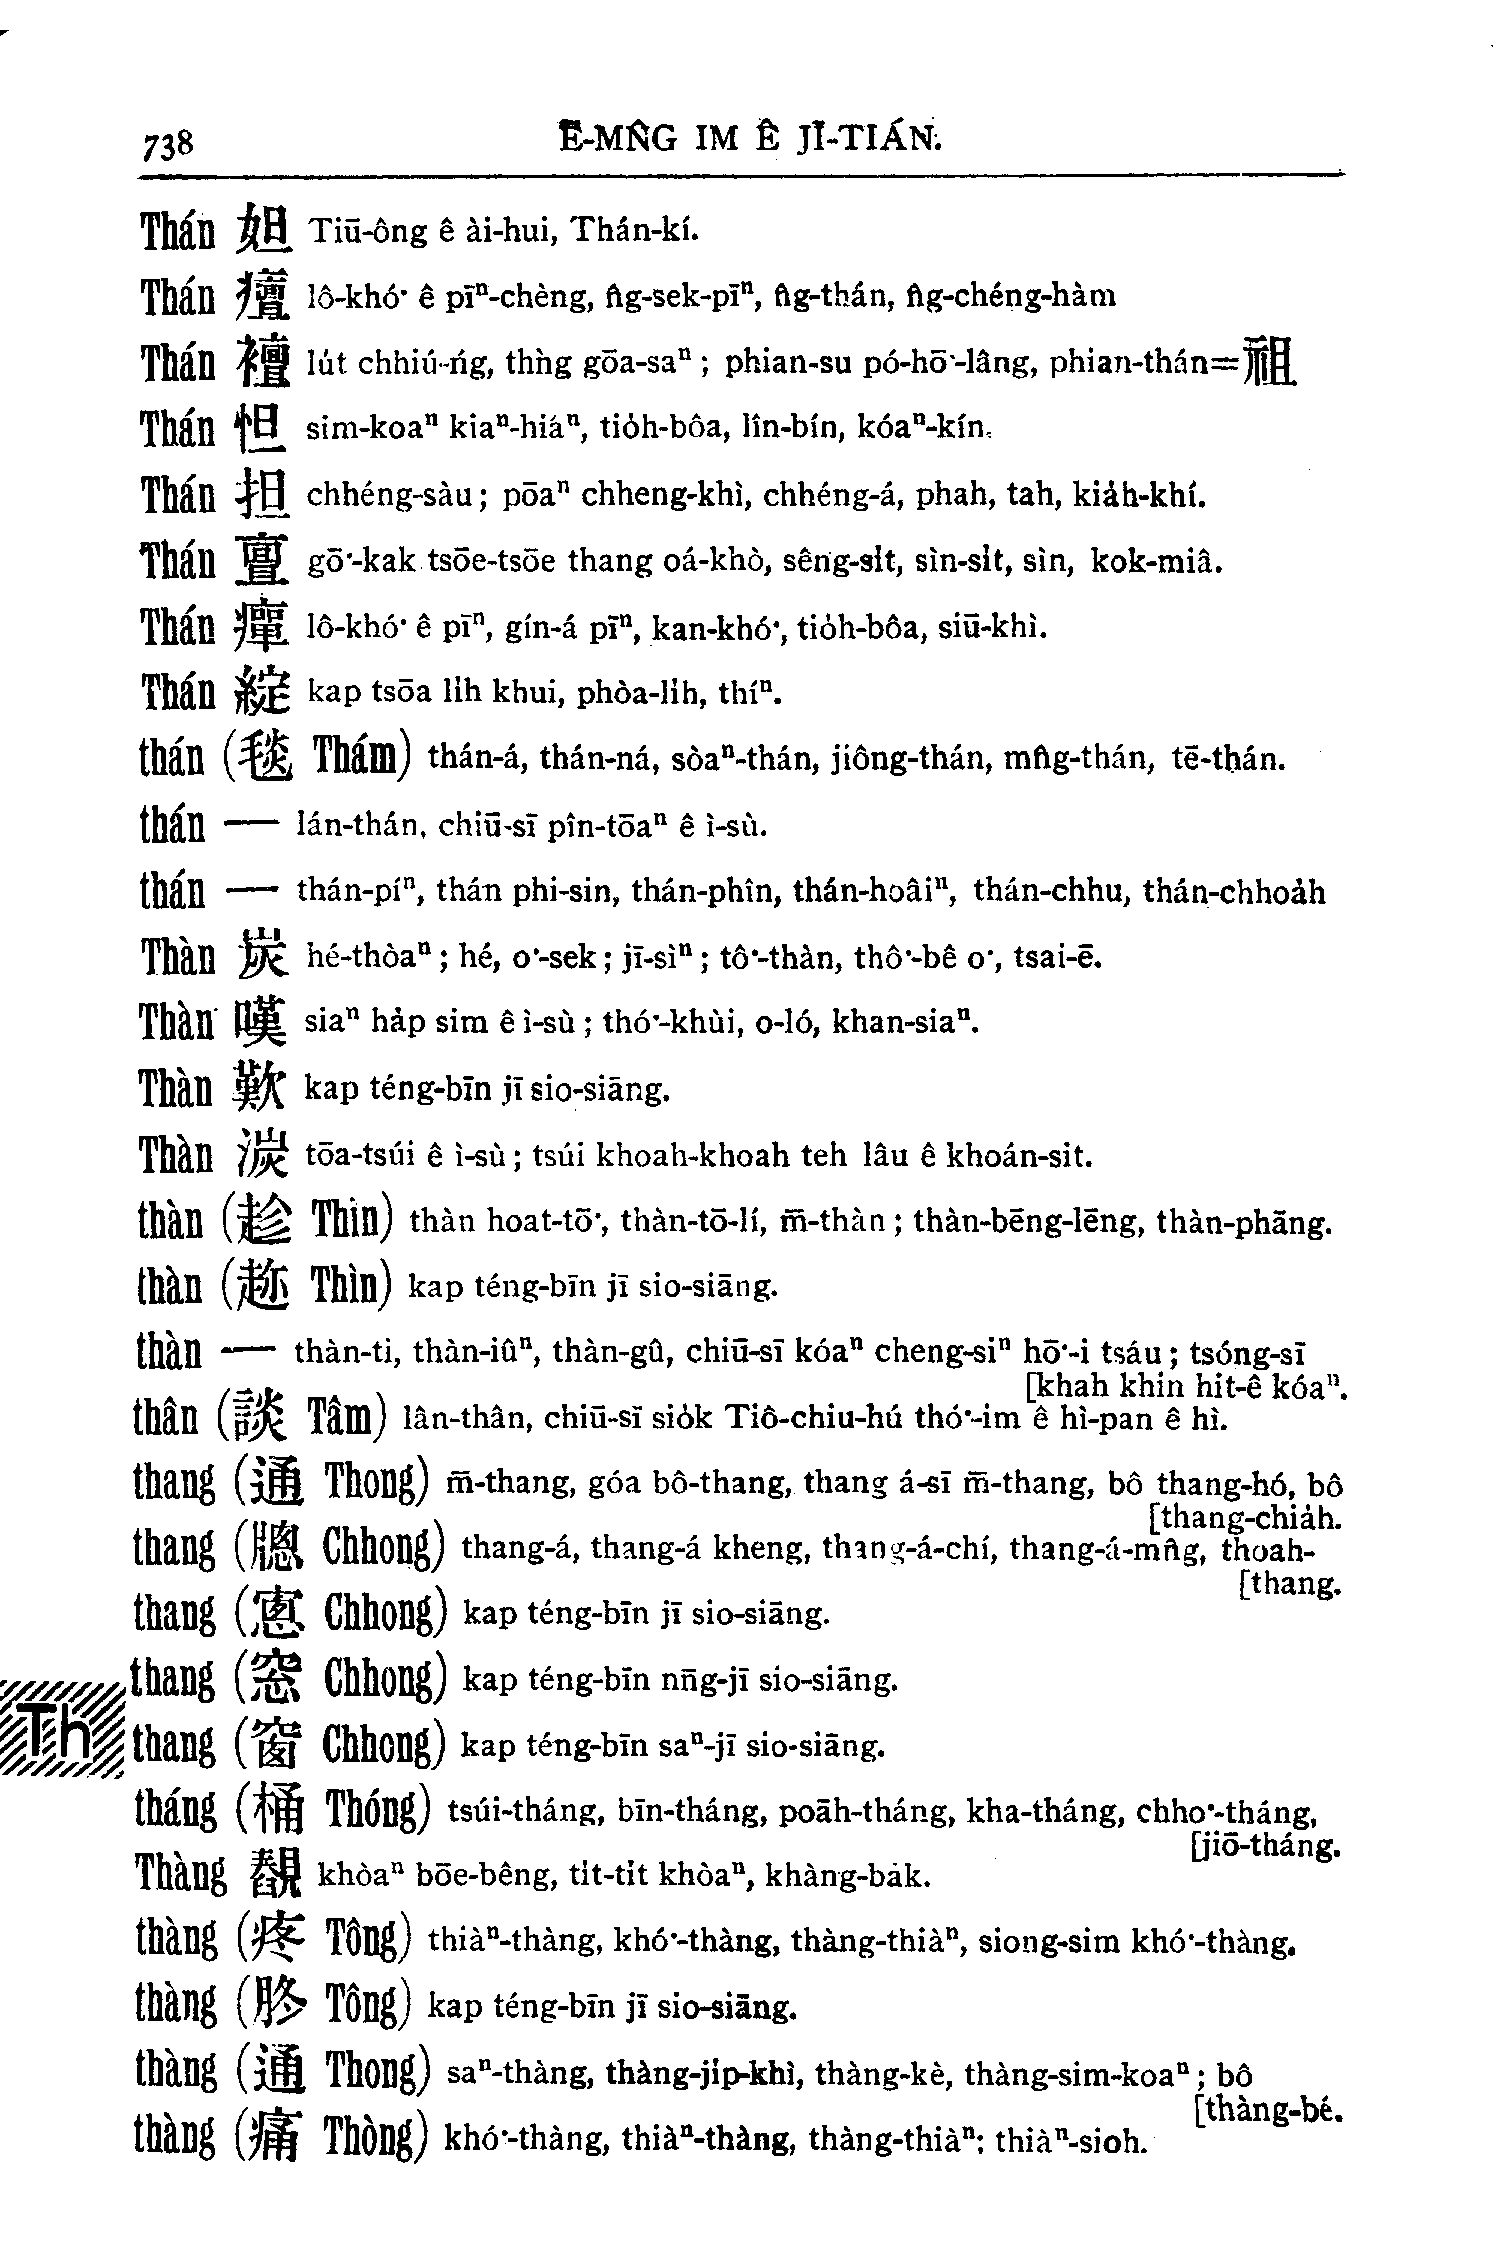 738
Ē-MN̂G IM Ê JĪ-TIÁN.
Thán 妲 Tiū-ông ê ài-hui, Thán-kí.
Thán 癉 lô-khó͘ ê pīⁿ-chèng, n̂g-sek-pīⁿ, n̂g-thán, n̂g-chéng-hàm
Thán 襢 lút chhiú-ńg, thǹg gōa-saⁿ; phian-su pó-hō͘-lâng, phian-thán=袒
Thán 怛 sim-koaⁿ kiaⁿ-hiáⁿ, tio̍h-bôa, lîn-bín, kóaⁿ-kín.
Thán 担 chhéng-sàu; pōaⁿ chheng-khì, chhéng-á, phah, tah, kia̍h-khí.
Thán 亶 gō͘-kak tsōe-tsōe thang oá-khò, sêng-si̍t, sìn-si̍t, sìn, kok-miâ.
Thán 癉 lô-khó͘ ê pīⁿ, gín-á pīⁿ, kan-khó͘, tio̍h-bôa, siū-khì.
Thán 綻 kap tsōa li̍h khui, phòa-li̍h, thíⁿ.
thán (毯 Thám) thán-á, thán-ná, sòaⁿ-thán, jiông-thán, mn̂g-thán, tē-thán.
thán — lán-thán, chiū-sī pîn-tōaⁿ ê ì-sù.
thán — thán-píⁿ, thán phi-sin, thán-phîn, thán-hoâiⁿ, thán-chhu, thán-chhoa̍h
Thàn 炭 hé-thòaⁿ; hé, o͘-sek; jī-sìⁿ; tô͘-thàn, thô͘-bê o͘, tsai-ē.
Thàn 嘆 siaⁿ ha̍p sim ê ì-sù; thó͘-khùi, o-ló, khan-siaⁿ.
Thàn 歎 kap téng-bīn jī sio-siāng.
Thàn 湠 tōa-tsúi ê ì-sù; tsúi khoah-khoah teh lâu ê khoán-sit.
thàn (趁 Thìn) thàn hoat-tō͘, thàn-tō-lí, m̄-thàn; thàn-bēng-lēng, thàn-phāng.
thàn (趂 Thìn) kap téng-bīn jī sio-siāng.
thàn — thàn-ti, thàn-iûⁿ, thàn-gû, chiū-sī kóaⁿ cheng-siⁿ hō͘-i tsáu; tsóng-sī
[khah khin hit-ê kóaⁿ.
thân (談 Tâm) lân-thân, chiū-sī sio̍k Tiô-chiu-hú thó͘-im ê hì-pan ê hì.
thang (通 Thong) m̄-thang, góa bô-thang, thang á-sī m̄-thang, bô thang-hó, bô
[thang-chia̍h.
thang (牕 Chhong) thang-á, thang-á kheng, thang-á-chí, thang-á-mn̂g, thoah-
[thang.
thang (窻 Chhong) kap téng-bīn jī sio-siāng.
thang (窓 Chhong) kap téng-bīn nn̄g-jī sio-siāng.
Th
thang (窗 Chhong) kap téng-bīn saⁿ-jī sio-siāng.
tháng (桶 Thóng) tsúi-tháng, bīn-tháng, poāh-tháng, kha-tháng, chho͘-tháng,
[jiō-tháng.
Thàng khòaⁿ bōe-bêng, ti̍t-ti̍t khòaⁿ, khàng-ba̍k.
thàng (疼 Tông) thiàⁿ-thàng, khó͘-thàng, thàng-thiàⁿ, siong-sim khó͘-thàng.
thàng (Tông) kap téng-bīn jī sio-siāng.
thàng (通 Thong) saⁿ-thàng, thàng-ji̍p-khì, thàng-kè, thàng-sim-koaⁿ; bô
[thàng-bé.
thàng (痛 Thòng) khó͘-thàng, thiàⁿ-thàng, thàng-thiàⁿ; thiàⁿ-sioh.